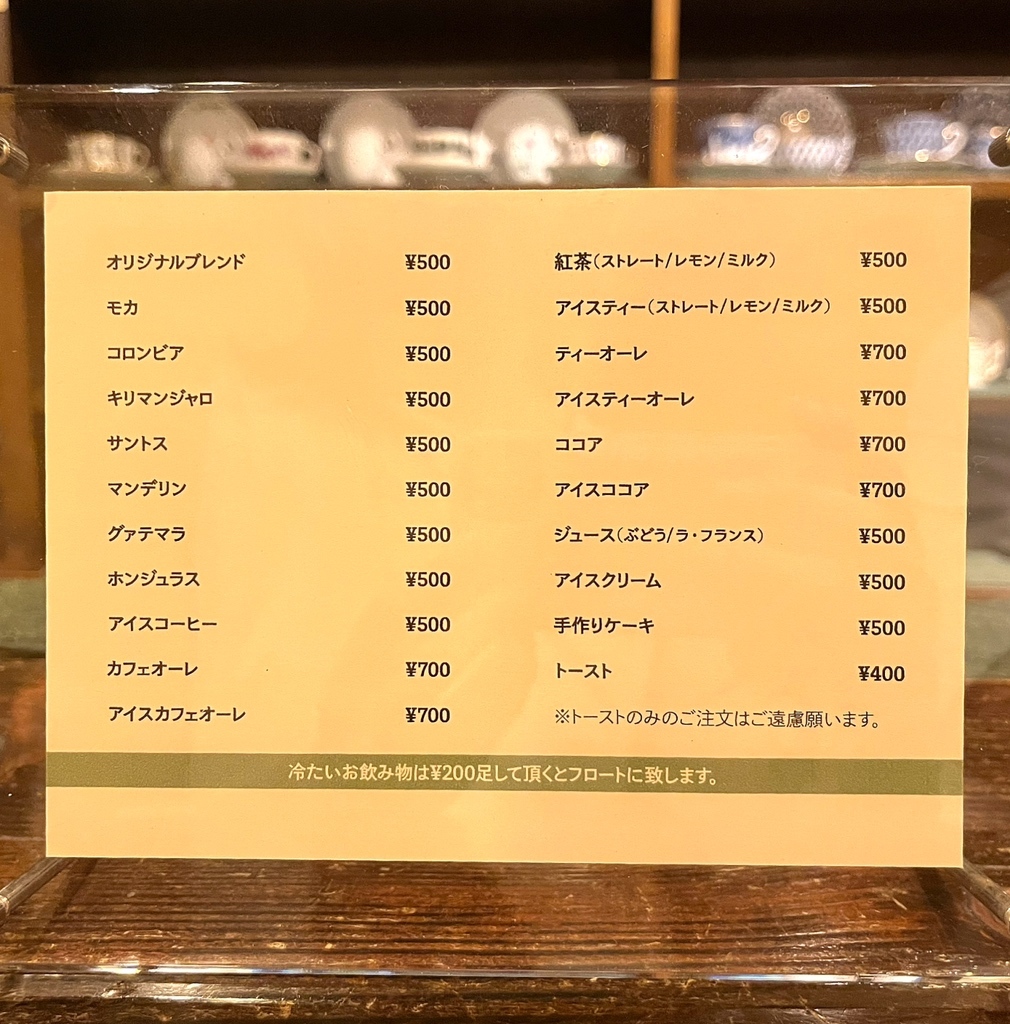 オリジナルブレンド ¥500
モカ ¥500
コロンビア ¥500
キリマンジャロ ¥500
サントス ¥500
マンデリン ¥500
グァテマラ ¥500
ホンジュラス ¥500
アイスコーヒー ¥500
カフェオーレ ¥700
アイスカフェオーレ ¥700
紅茶(ストレート/レモン/ミルク) ¥500
アイスティー(ストレート/レモン/ミルク) ¥500
ティーオーレ ¥700
アイスティーオーレ ¥700
ココア ¥700
アイスココア ¥700
ジュース(ぶどう/ラ・フランス) ¥500
アイスクリーム ¥500
手作りケーキ ¥500
トースト ¥400
※トーストのみのご注文はご遠慮願います。
冷たいお飲み物は¥200足して頂くとフロートに致します。